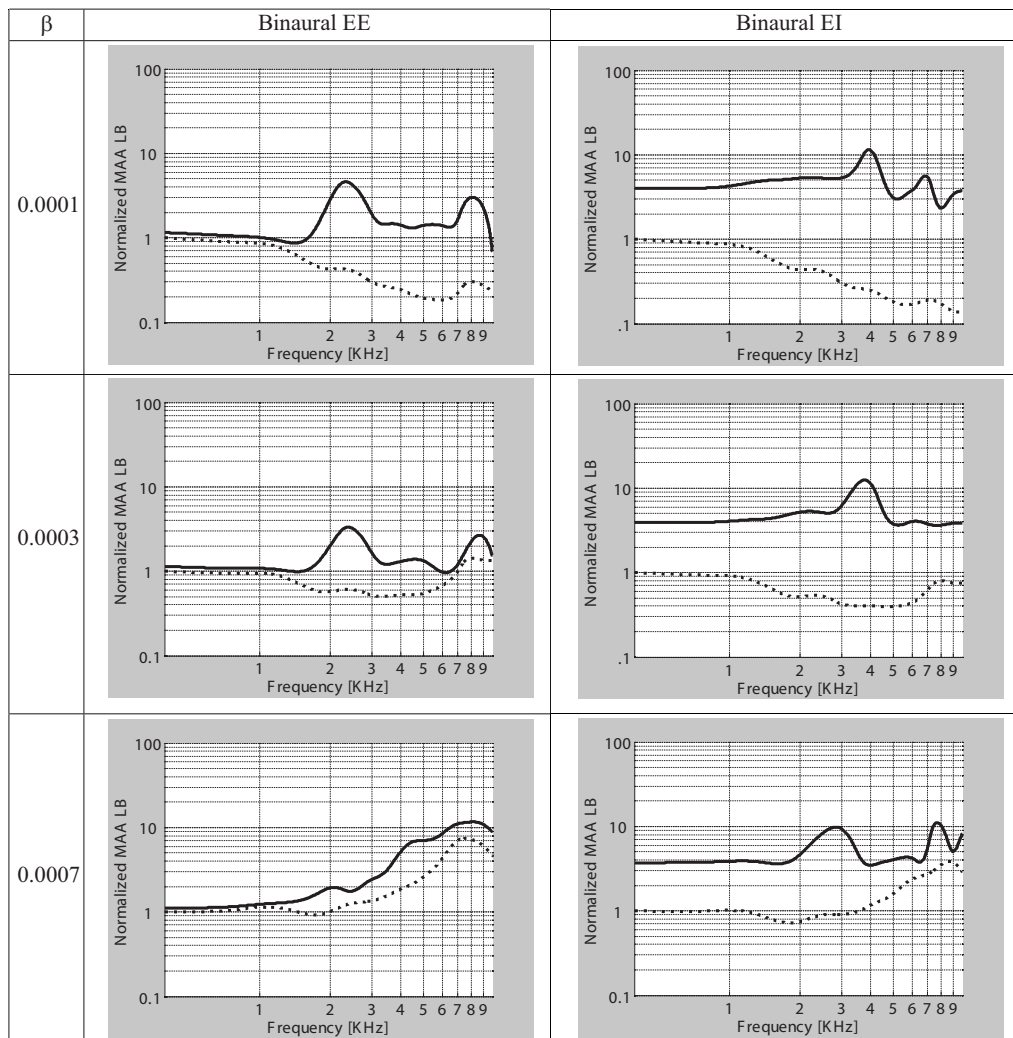 β Binaural EE Binaural EI
0.0001
Normalized MAA LB
100
10
1
0.1
1 2 3 4 5 6 7 8 9
Frequency [KHz]
Normalized MAA LB
100
10
1
.1
1 2 3 4 5 6 7 8 9
Frequency [KHz]
0.0003
Normalized MAA LB
100
10
1
0.1
1 2 3 4 5 6 7 8 9
Frequency [KHz]
Normalized MAA LB
100
10
1
.1
1 2 3 4 5 6 7 8 9
Frequency [KHz]
0.0007
Normalized MAA LB
100
10
1
0.1
1 2 3 4 5 6 7 8 9
Frequency [KHz]
Normalized MAA LB
100
10
1
0.1
1 2 3 4 5 6 7 8 9
Frequency [KHz]